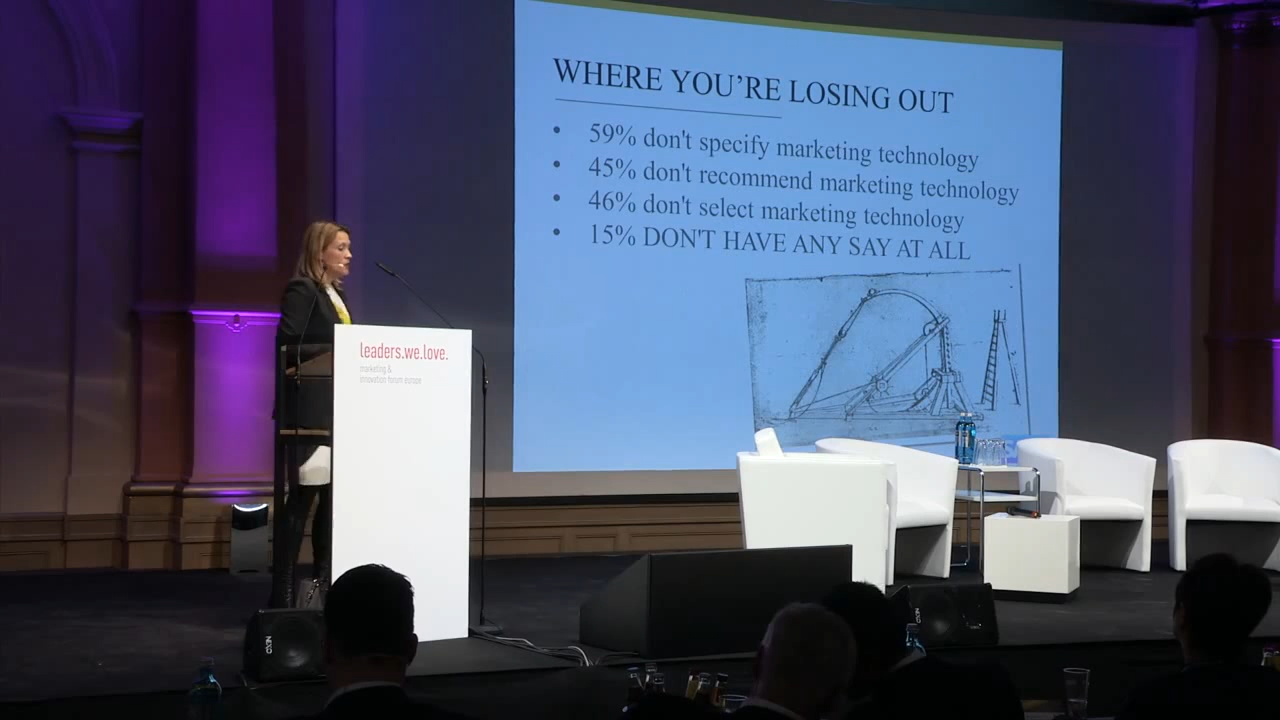 WHERE YOU'RE LOSING OUT
• 59% don't specify marketing technology
• 45% don't recommend marketing technology
• 46% don't select marketing technology
• 15% DON'T HAVE ANY SAY AT ALL
leaders.we.love.
marketing &
innovation forum europe
NEXO